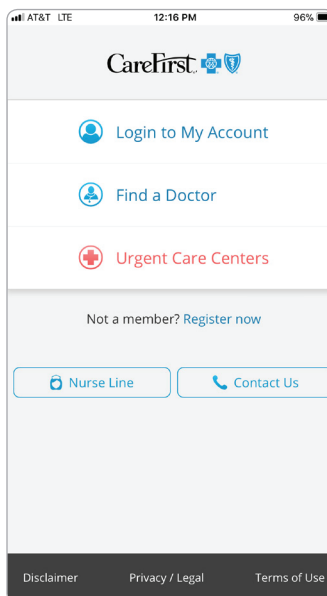 AT&T LTE 12:16 PM 96%
CareFirst
Login to My Account
Find a Doctor
Urgent Care Centers
Not a member? Register now
Nurse Line Contact Us
Disclaimer Privacy / Legal Terms of Use